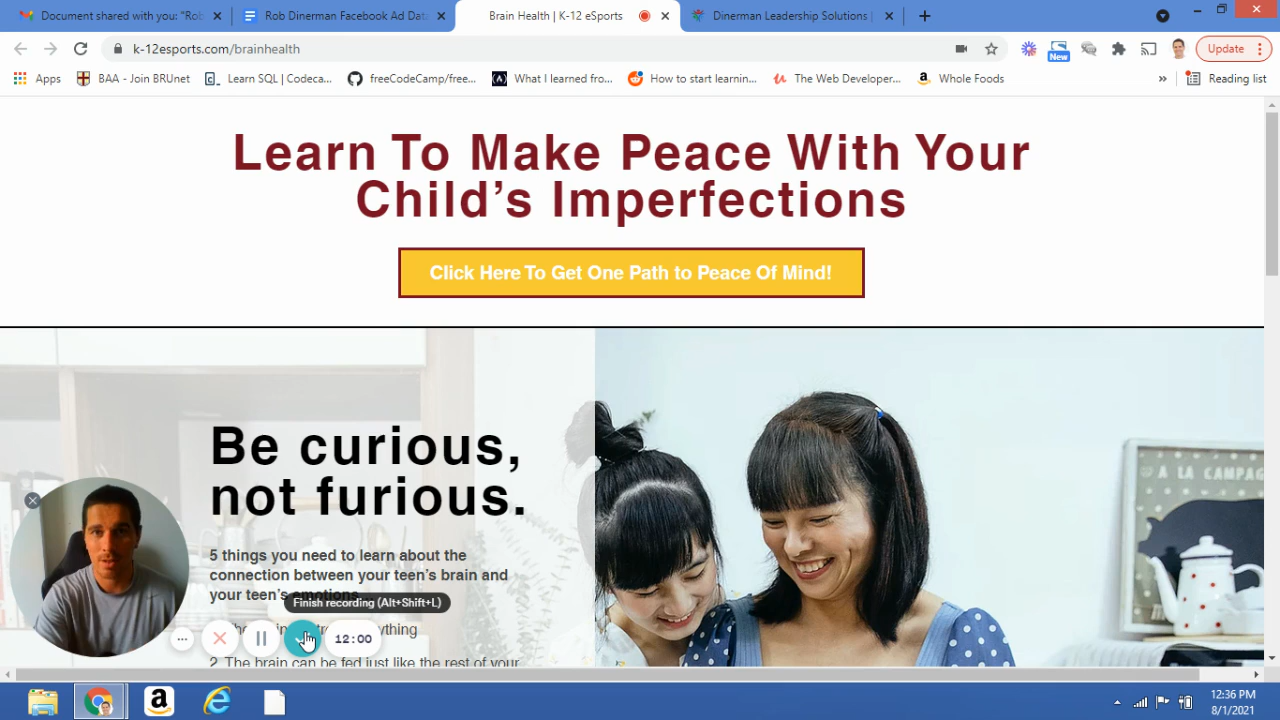 Document shared with you: "Rob
Rob Dinerman Facebook Ad Data
Brain Health | K-12 eSports
Dinerman Leadership Solutions |
k-12esports.com/brainhealth
New
Update
Apps
BAA - Join BRUnet
Learn SQL | Codeca...
freeCodeCamp/free...
What I learned fro...
How to start learnin...
The Web Developer...
Whole Foods
Reading list
Learn To Make Peace With Your
Child's Imperfections
Click Here To Get One Path to Peace Of Mind!
Be curious,
not furious.
5 things you need to learn about the
connection between your teen's brain and
your teen's emotions
Finish recording (Alt+Shift+L)
12:00
2. The brain can be fed just like the rest of your
A LA CAMPAG
12:36 PM
8/1/2021